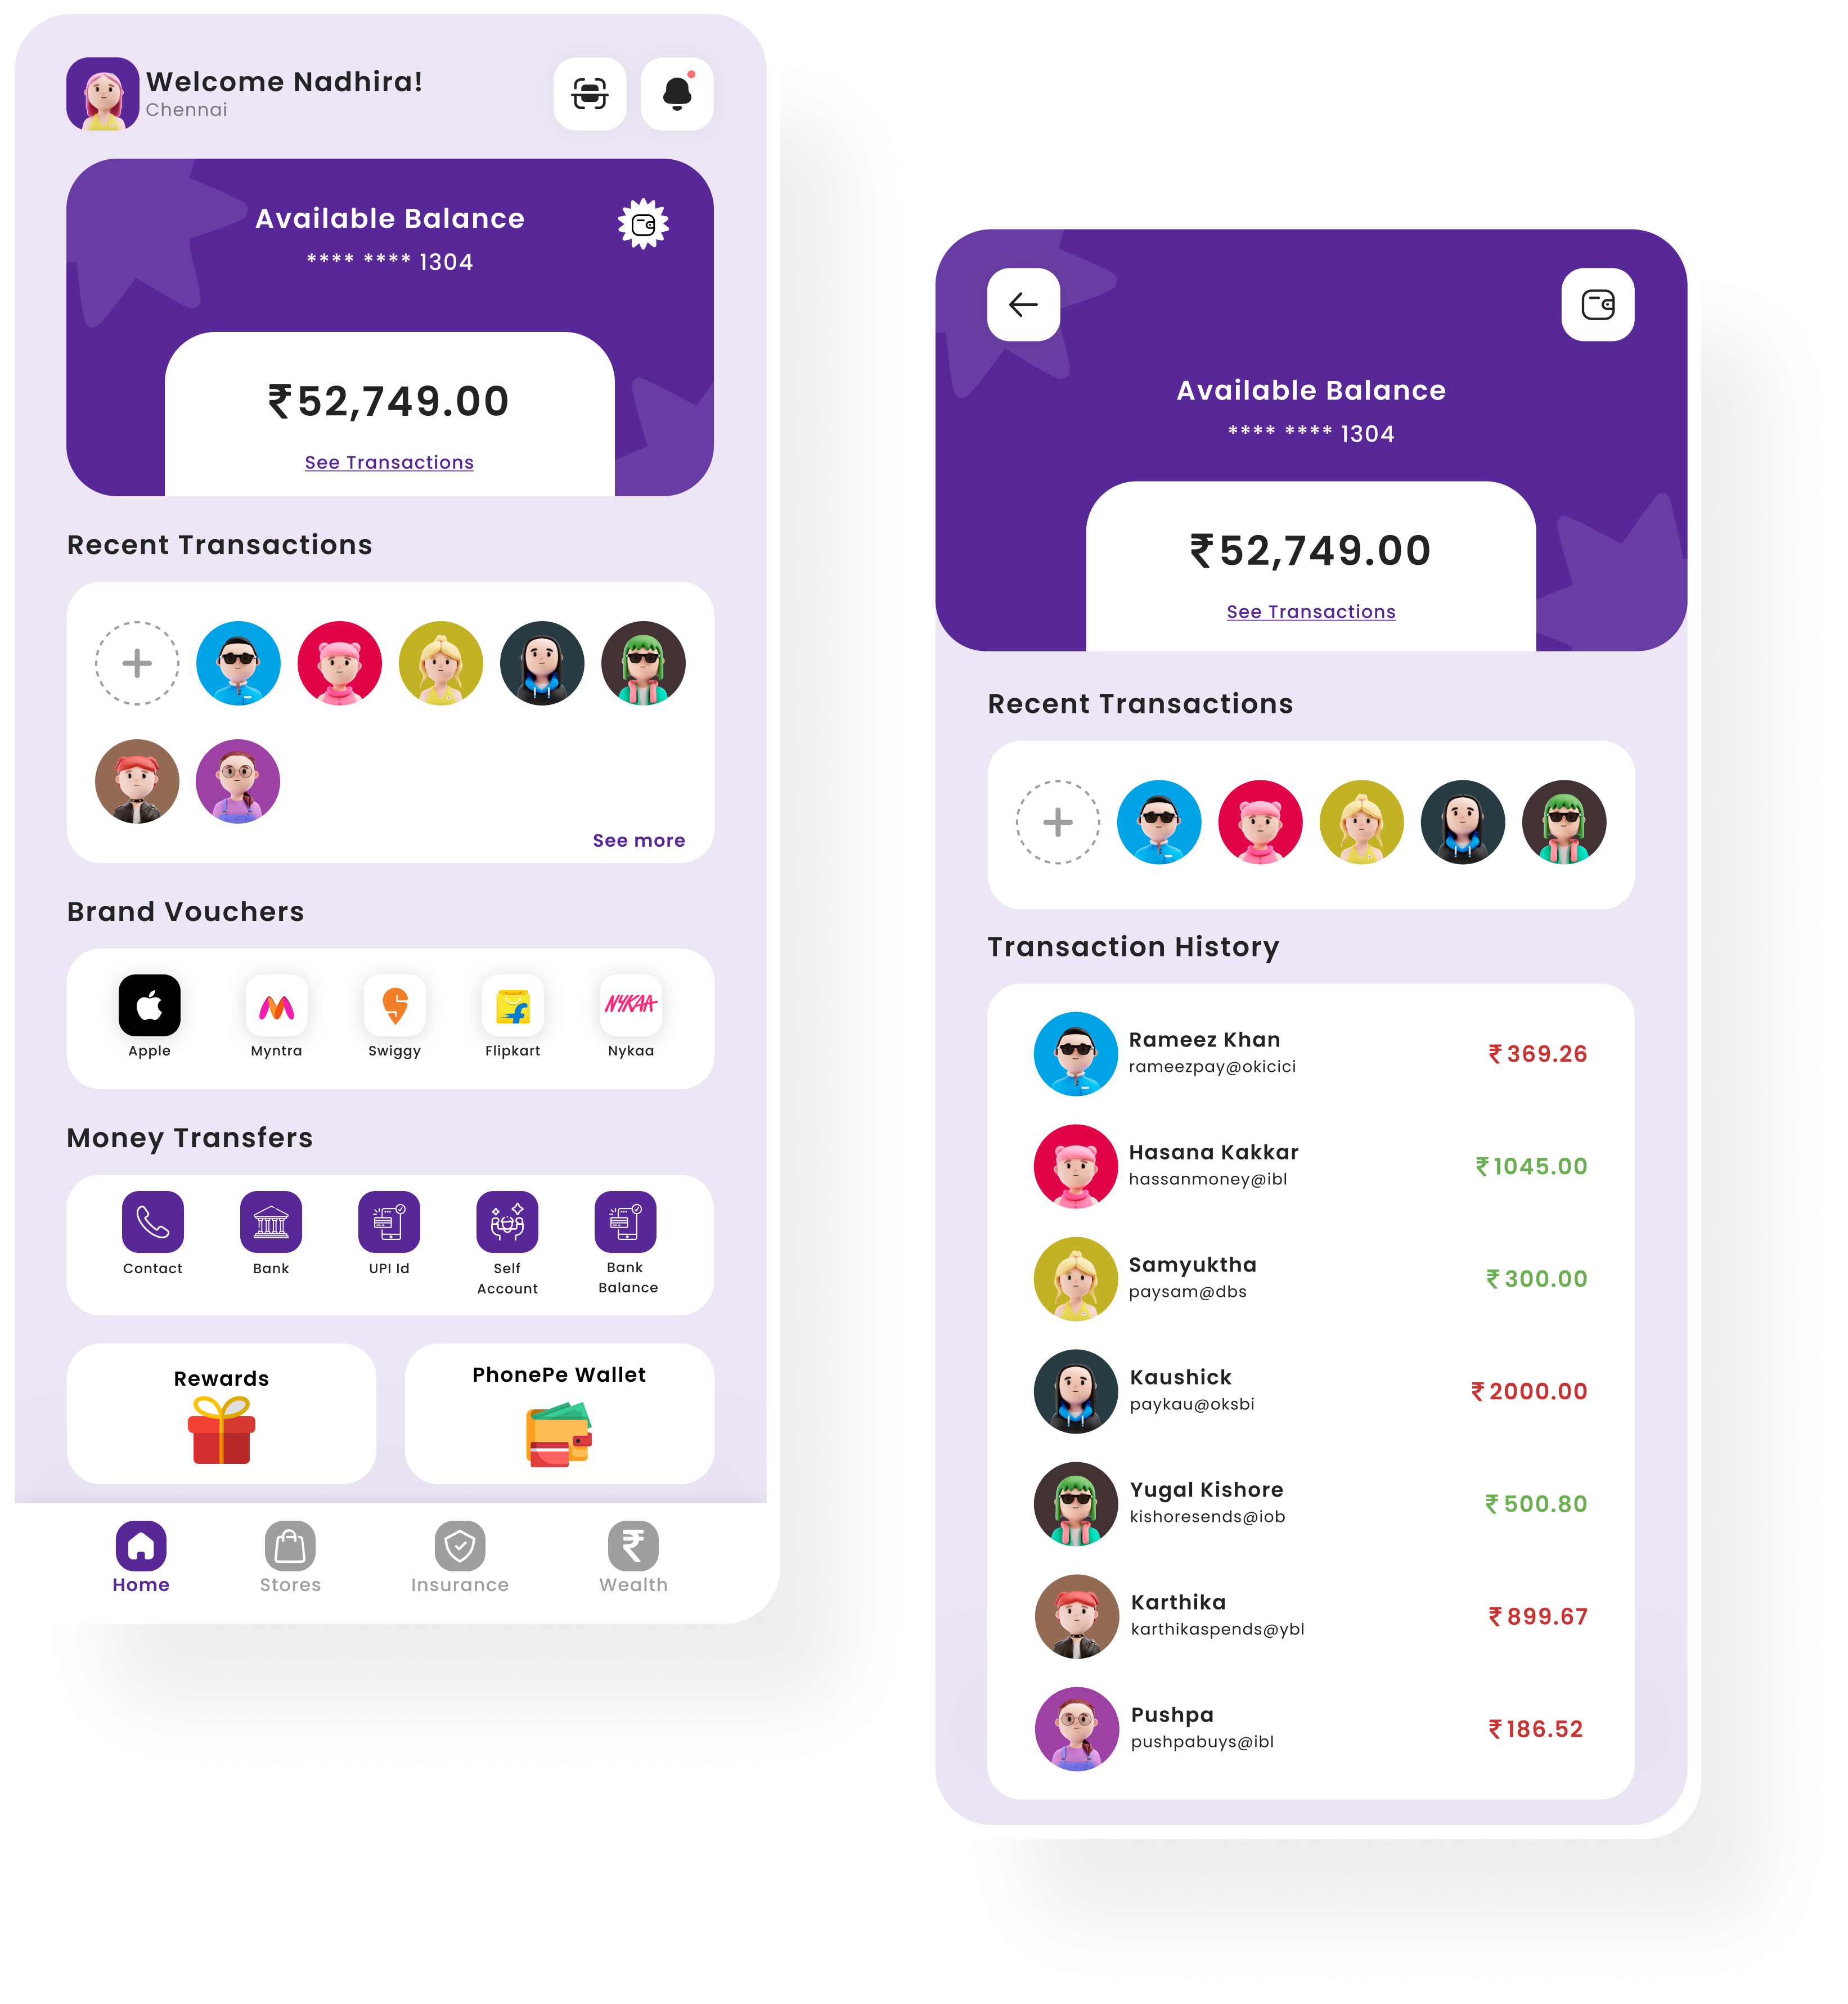 Welcome Nadhira!
Chennai
Available Balance
**** **** 1304
₹52,749.00
See Transactions
Recent Transactions
See more
Brand Vouchers
NYKAA
Apple Myntra Swiggy Flipkart Nykaa
Money Transfers
Contact Bank UPI Id Self Account Bank Balance
Rewards
PhonePe Wallet
Home Stores Insurance Wealth
Available Balance
**** **** 1304
₹52,749.00
See Transactions
Recent Transactions
Transaction History
Rameez Khan
rameezpay@okicici
₹369.26
Hasana Kakkar
hassanmoney@ibl
₹1045.00
Samyuktha
paysam@dbs
₹300.00
Kaushick
paykau@oksbi
₹2000.00
Yugal Kishore
kishoresends@iob
₹500.80
Karthika
karthikaspends@ybl
₹899.67
Pushpa
pushpabuys@ibl
₹186.52